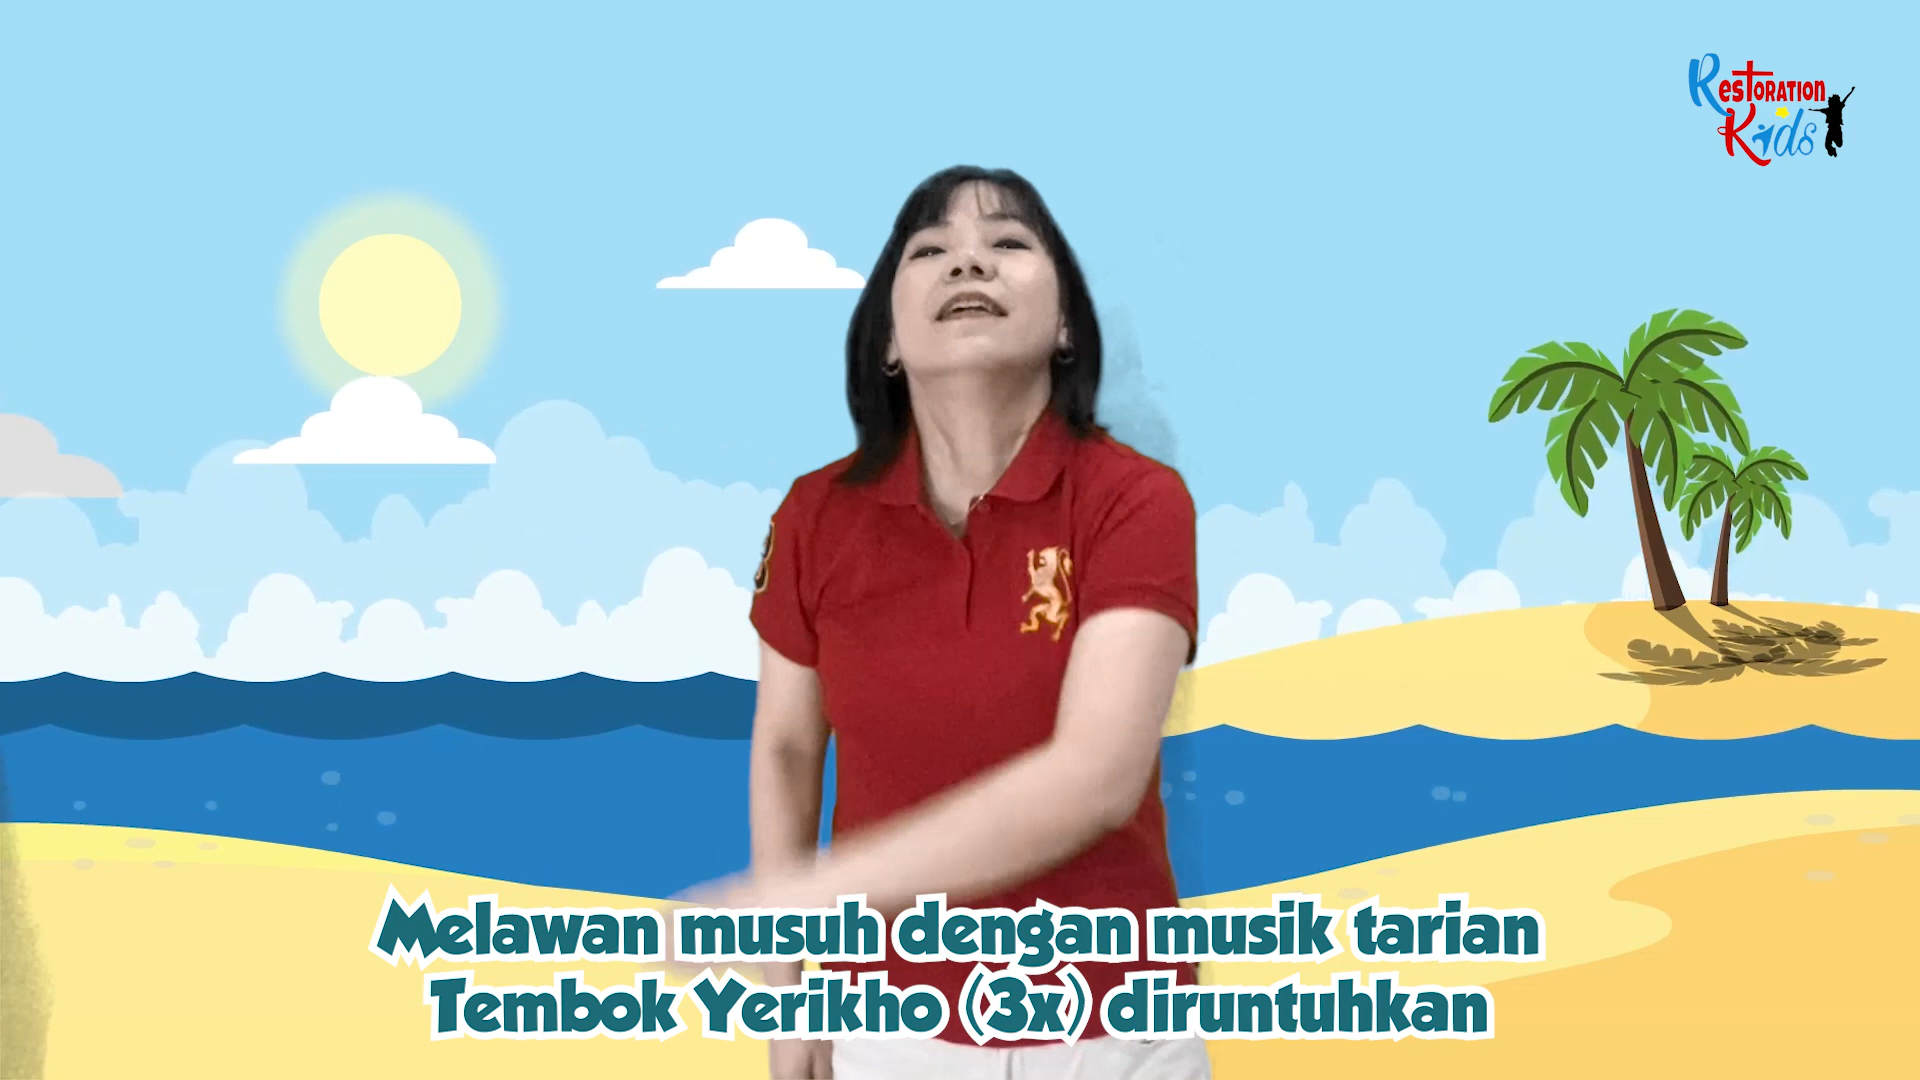 Restoration
Kids
Melawan musuh dengan musik tarian
Tembok Yerikho (3x) diruntuhkan